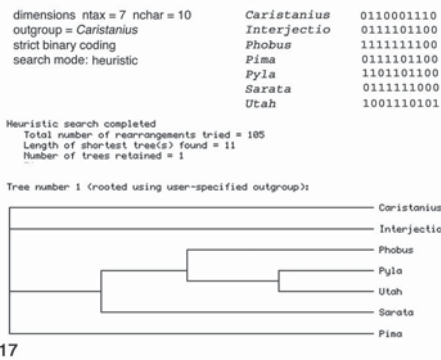 dimensions ntax = 7 nchar = 10
outgroup = Caristanius
strict binary coding
search mode: heuristic
Caristanius 0110001110
Interjectio 0111101100
Phobus 1111111100
Pima 0111101100
Pyla 1101101100
Sarata 0111111000
Utah 1001110101
Heuristic search completed
Total number of rearrangements tried = 105
Length of shortest tree(s) found = 11
Number of trees retained = 1
Tree number 1 (rooted using user-specified outgroup):
Caristanius
Interjectio
Phobus
Pyla
Utah
Sarata
Pima
17